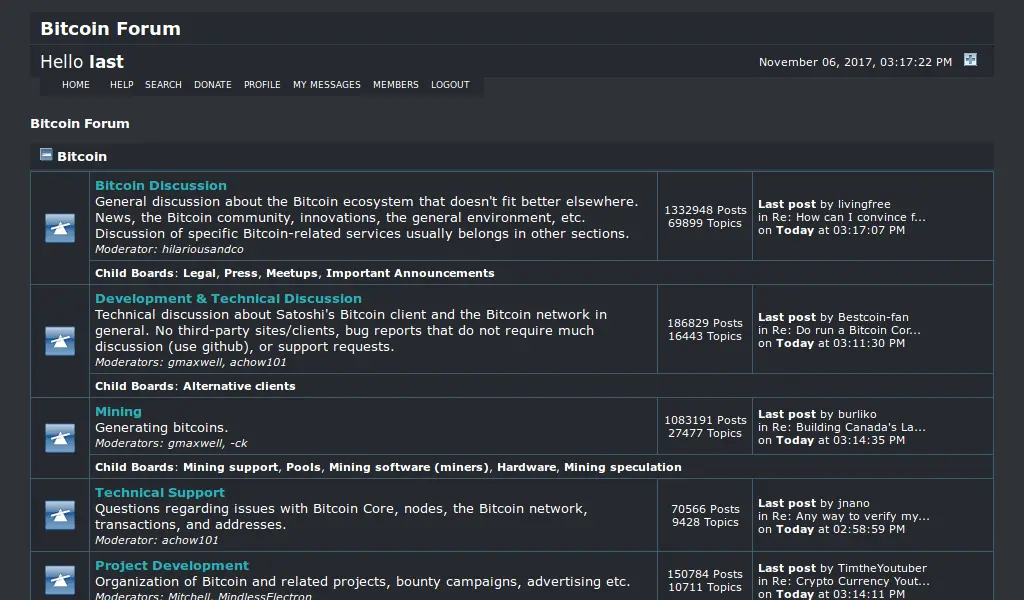 Bitcoin Forum
Hello last
November 06, 2017, 03:17:22 PM
HOME HELP SEARCH DONATE PROFILE MY MESSAGES MEMBERS LOGOUT
Bitcoin Forum
Bitcoin
Bitcoin Discussion
General discussion about the Bitcoin ecosystem that doesn't fit better elsewhere.
News, the Bitcoin community, innovations, the general environment, etc.
Discussion of specific Bitcoin-related services usually belongs in other sections.
Moderator: hilariousandco
1332948 Posts
69899 Topics
Last post by livingfree
in Re: How can I convince f...
on Today at 03:17:07 PM
Child Boards: Legal, Press, Meetups, Important Announcements
Development & Technical Discussion
Technical discussion about Satoshi's Bitcoin client and the Bitcoin network in
general. No third-party sites/clients, bug reports that do not require much
discussion (use github), or support requests.
Moderators: gmaxwell, achow101
186829 Posts
16443 Topics
Last post by Bestcoin-fan
in Re: Do run a Bitcoin Cor...
on Today at 03:11:30 PM
Child Boards: Alternative clients
Mining
Generating bitcoins.
Moderators: gmaxwell, -ck
1083191 Posts
27477 Topics
Last post by burliko
in Re: Building Canada's La...
on Today at 03:14:35 PM
Child Boards: Mining support, Pools, Mining software (miners), Hardware, Mining speculation
Technical Support
Questions regarding issues with Bitcoin Core, nodes, the Bitcoin network,
transactions, and addresses.
Moderator: achow101
70566 Posts
9428 Topics
Last post by jnano
in Re: Any way to verify my...
on Today at 02:58:59 PM
Project Development
Organization of Bitcoin and related projects, bounty campaigns, advertising etc.
Moderators: Mitchell, MindlessElectron
150784 Posts
10711 Topics
Last post by TimtheYoutuber
in Re: Crypto Currency Yout...
on Today at 03:14:11 PM